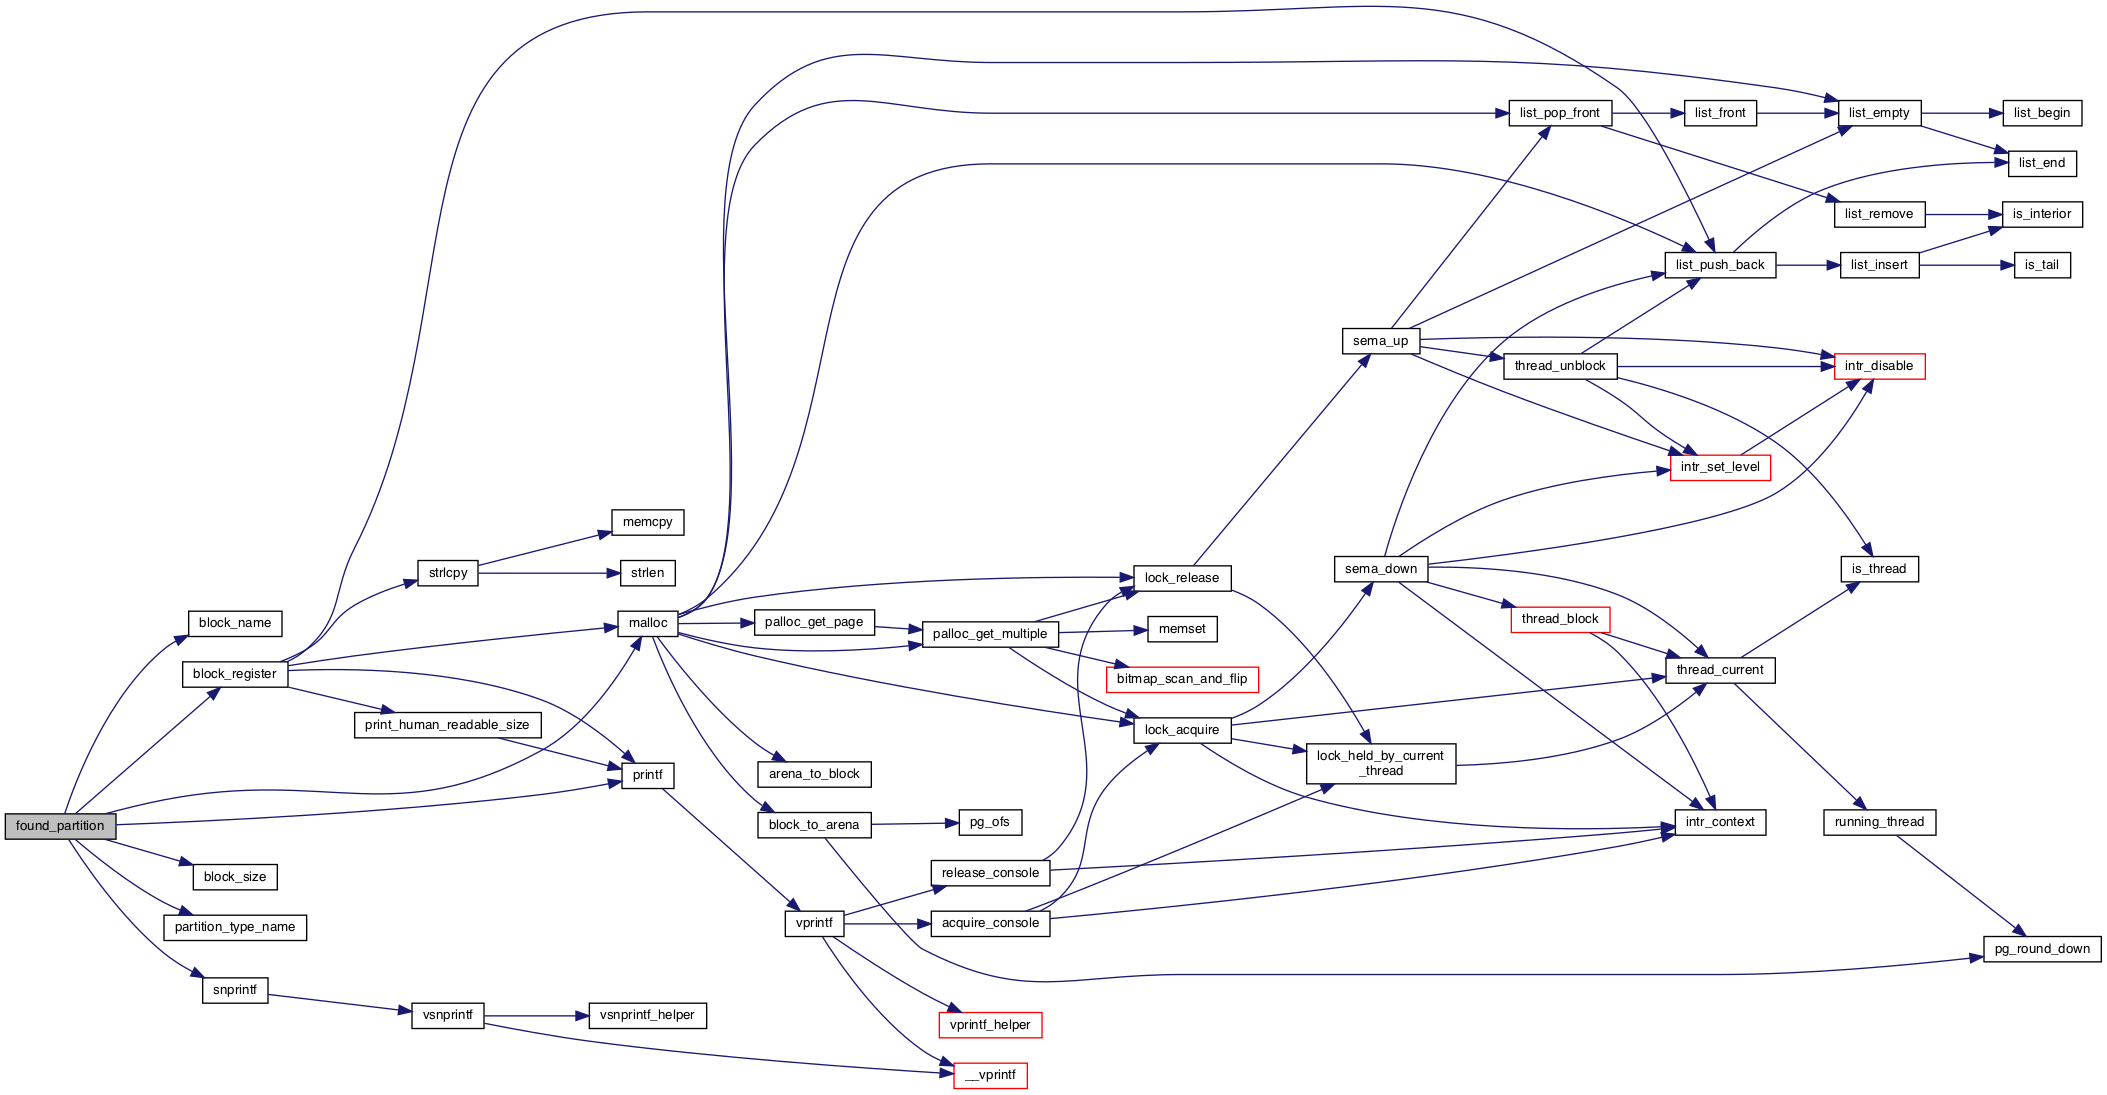 found_partition
block_name
block_register
block_size
partition_type_name
snprintf
strlcpy
print_human_readable_size
vsnprintf
memcpy
strlen
malloc
printf
vsnprintf_helper
palloc_get_page
arena_to_block
block_to_arena
vprintf
palloc_get_multiple
pg_ofs
release_console
acquire_console
vprintf_helper
__vprintf
lock_release
memset
bitmap_scan_and_flip
lock_acquire
sema_up
sema_down
lock_held_by_current
_thread
list_pop_front
thread_unblock
thread_block
list_front
list_push_back
intr_set_level
thread_current
intr_context
list_empty
list_remove
list_insert
intr_disable
is_thread
running_thread
list_begin
list_end
is_interior
is_tail
pg_round_down